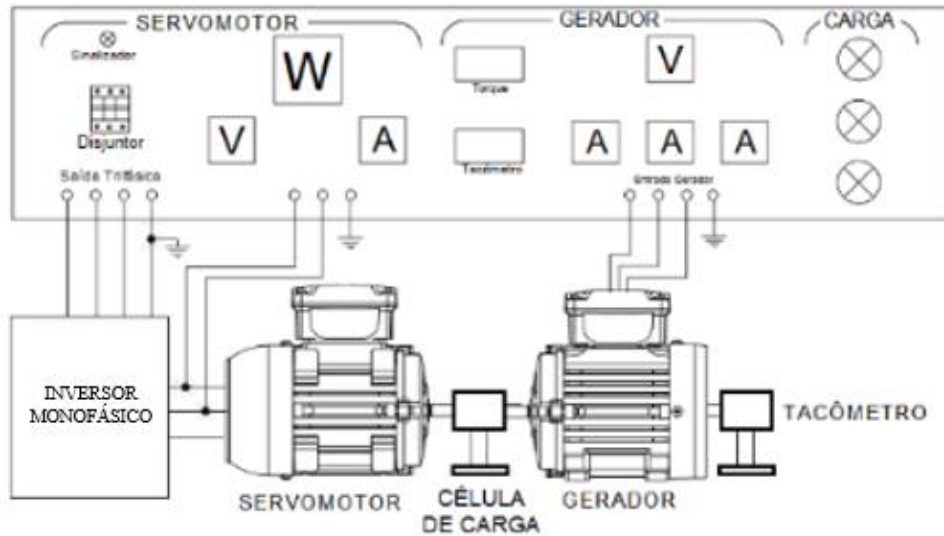 SERVOMOTOR
GERADOR
CARGA
Sinalizador
W
V
Torque
Disjuntor
V
A
A
A
A
Tacômetro
Saída Trifásica
Entrada Gerador
INVERSOR
MONOFÁSICO
TACÔMETRO
SERVOMOTOR
CÉLULA
DE CARGA
GERADOR